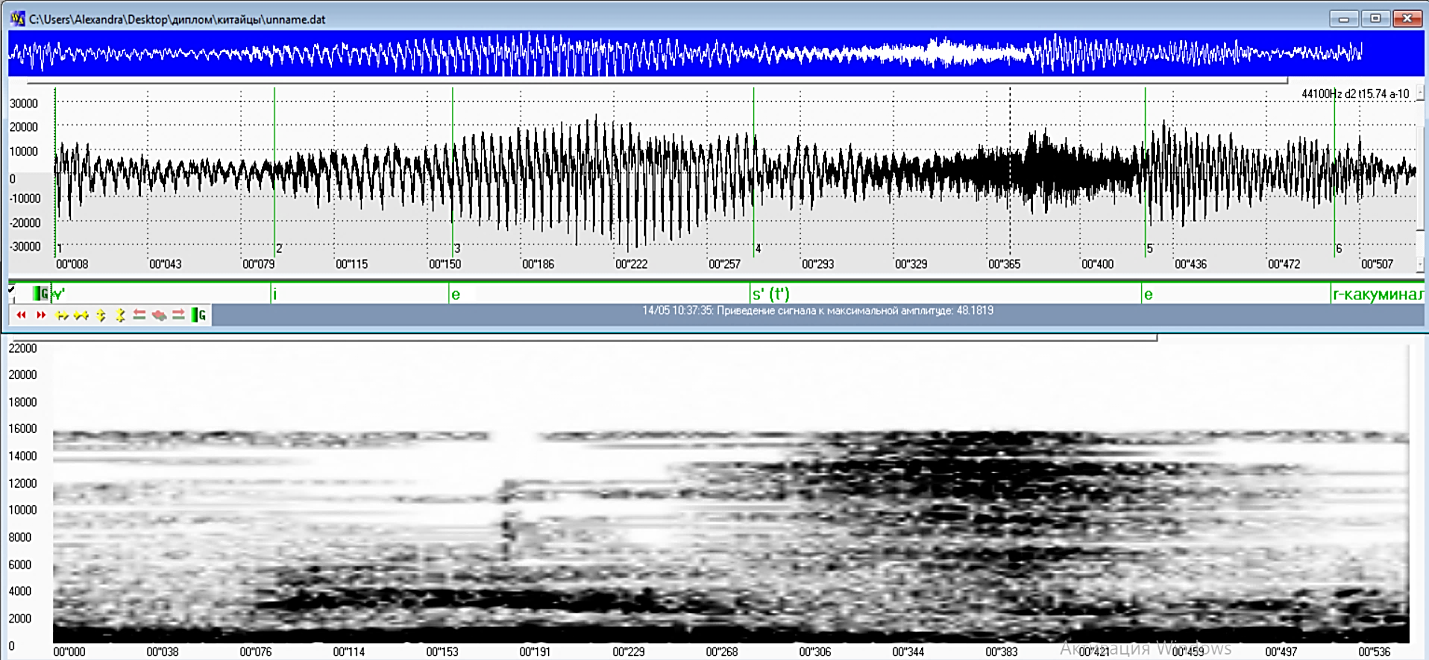 C:\Users\Alexandra\Desktop\диплом\китайцы\unname.dat
44100Hz d2 t15.74 a-10
30000
20000
10000
0
-10000
-20000
-30000
1 2 3 4 5 6
00"008 00"043 00"079 00"115 00"150 00"186 00"222 00"257 00"293 00"329 00"365 00"400 00"436 00"472 00"507
G v' i e s' (t') e r-какуминал
G 14/05 10:37:35: Приведение сигнала к максимальной амплитуде: 48.1819
22000
20000
18000
16000
14000
12000
10000
8000
6000
4000
2000
0
00"000 00"038 00"076 00"114 00"153 00"191 00"229 00"268 00"306 00"344 00"383 00"421 00"459 00"497 00"536
Активация Windows